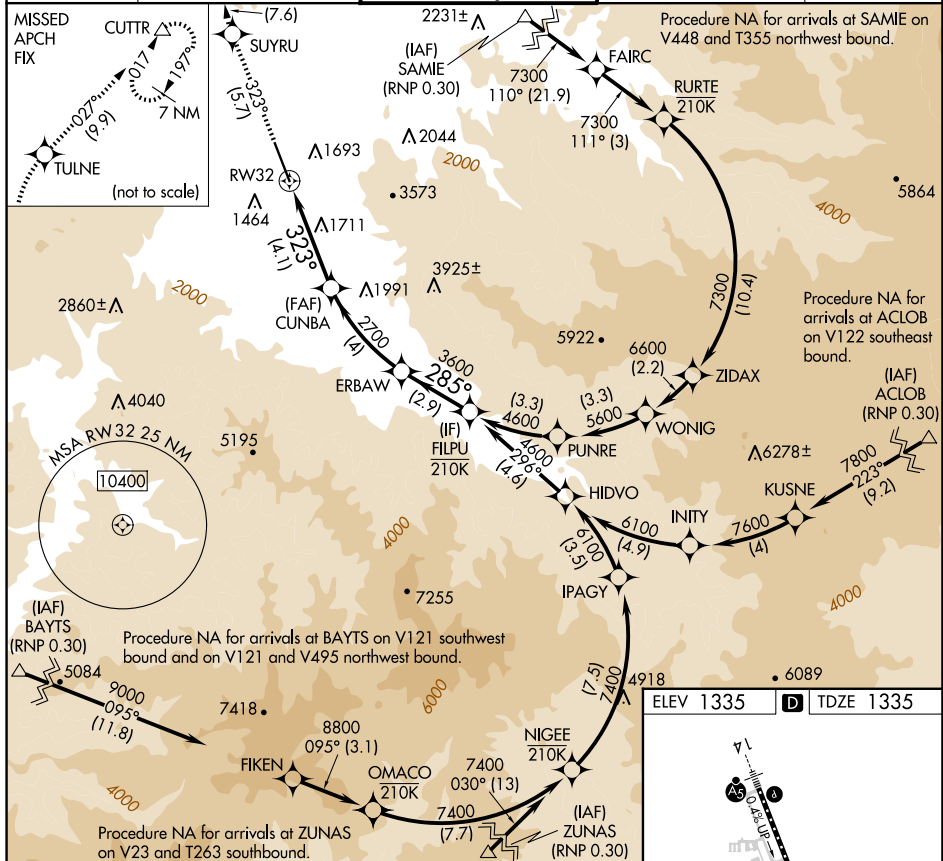 MISSED
APCH
FIX
CUTTR
017
197°
7 NM
027°
(9.9)
TULNE
(not to scale)
(7.6)
SUYRU
323°
(5.7)
2231±
(IAF)
SAMIE
(RNP 0.30)
7300
110° (21.9)
FAIRC
7300
111° (3)
RURTE
210K
Procedure NA for arrivals at SAMIE on
V448 and T355 northwest bound.
1693
2044
2000
3573
5864
4000
RW32
1464
1711
323°
(4.1)
3925±
1991
(FAF)
CUNBA
2860±
2000
2700
(4)
7300
(10.4)
Procedure NA for
arrivals at ACLOB
on V122 southeast
bound.
5922
6600
(2.2)
ZIDAX
ERBAW
3600
285°
(2.9)
(IF)
FILPU
210K
(3.3)
4600
(3.3)
5600
WONIG
PUNRE
(IAF)
ACLOB
(RNP 0.30)
4040
5195
MSA RW32 25 NM
10400
4600
296°
(4.6)
6278±
7800
223°
(9.2)
HIDVO
KUSNE
INITY
7600
(4)
6100
(4.9)
6100
(3.5)
4000
IPAGY
4000
7255
(IAF)
BAYTS
(RNP 0.30)
5084
Procedure NA for arrivals at BAYTS on V121 southwest
bound and on V121 and V495 northwest bound.
9000
095°
(11.8)
7418
6000
7400
(7.5)
4918
6089
FIKEN
8800
095° (3.1)
OMACO
210K
NIGEE
210K
7400
030° (13)
7400
(7.7)
(IAF)
ZUNAS
(RNP 0.30)
4000
Procedure NA for arrivals at ZUNAS
on V23 and T263 southbound.
ELEV 1335
D
TDZE 1335
14
A5
P
0.4% UP